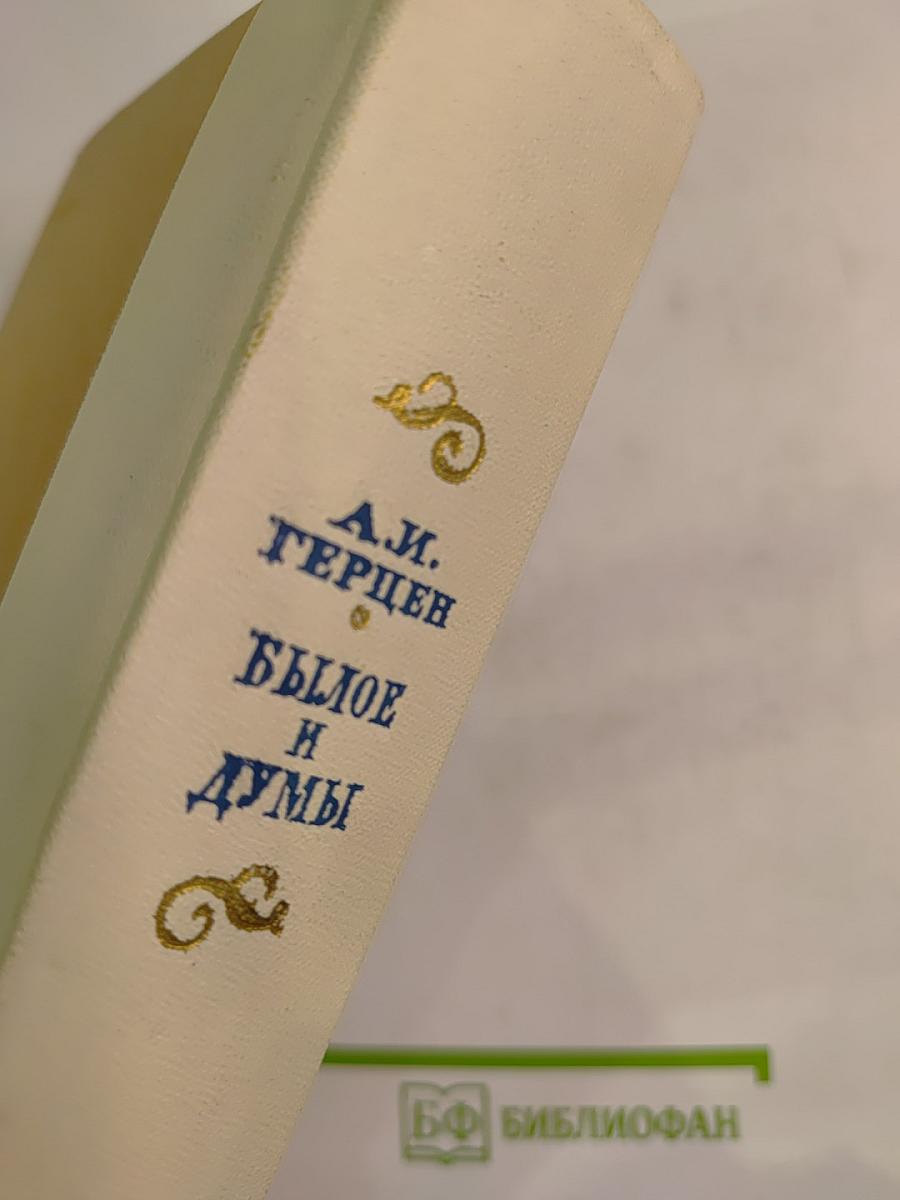 А.И.
ГЕРЦЕН
БЫЛОЕ
И
ДУМЫ
БФ БИБЛИОФАН